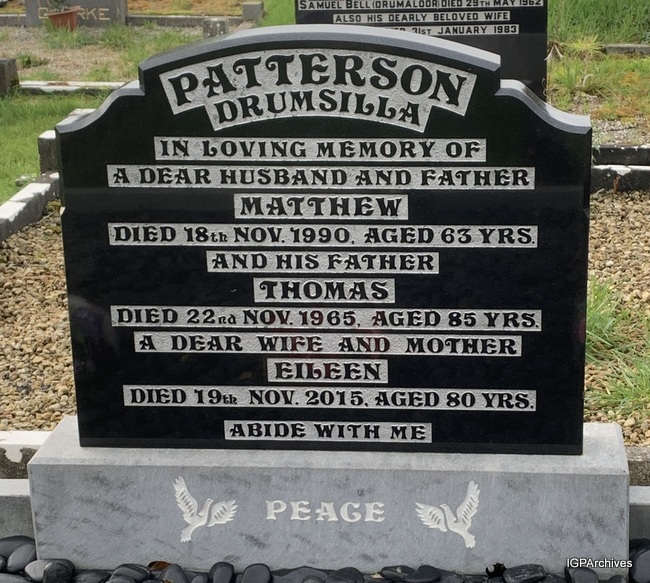 SAMUEL BELL (DRUMALOOR) DIED 29TH MAY 1962
ALSO HIS DEARLY BELOVED WIFE
31ST JANUARY 1983
PATTERSON
DRUMSILLA
IN LOVING MEMORY OF
A DEAR HUSBAND AND FATHER
MATTHEW
DIED 18th NOV. 1990, AGED 63 YRS.
AND HIS FATHER
THOMAS
DIED 22nd NOV. 1965, AGED 85 YRS.
A DEAR WIFE AND MOTHER
EILEEN
DIED 19th NOV. 2015, AGED 80 YRS.
ABIDE WITH ME
PEACE
IGPArchives